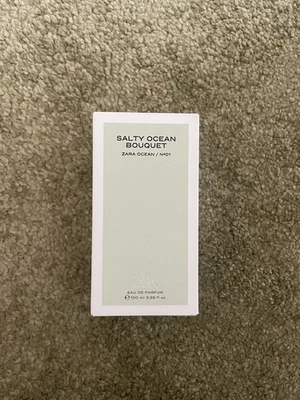 SALTY OCEAN
BOUQUET
ZARA OCEAN / Nº01
EAU DE PARFUM
℮100 ml 3.38 fl oz